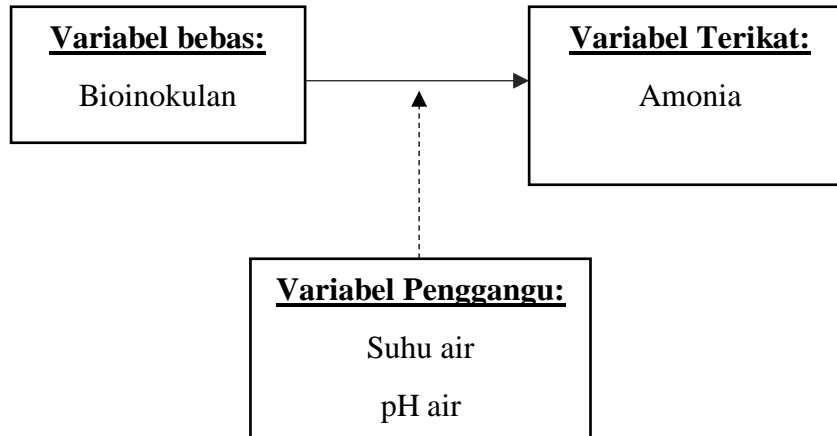 Variabel bebas:
Bioinokulan
Variabel Terikat:
Amonia
Variabel Penggangu:
Suhu air
pH air